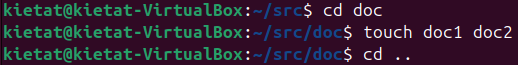 kietat@kietat-VirtualBox:~/src$ cd doc
kietat@kietat-VirtualBox:~/src/doc$ touch doc1 doc2
kietat@kietat-VirtualBox:~/src/doc$ cd ..